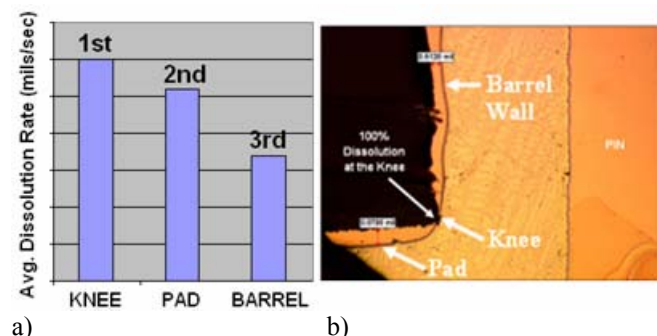 Avg. Dissolution Rate (mils/sec)
1st
2nd
3rd
KNEE PAD BARREL
a)
Barrel
Wall
100%
Dissolution
at the Knee
PIN
Knee
Pad
b)